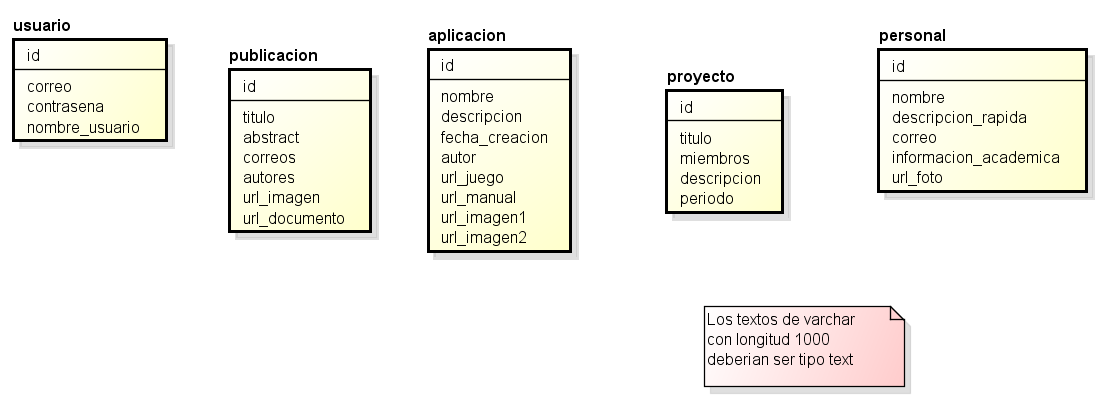 usuario
id
correo
contrasena
nombre_usuario
publicacion
id
titulo
abstract
correos
autores
url_imagen
url_documento
aplicacion
id
nombre
descripcion
fecha_creacion
autor
url_juego
url_manual
url_imagen1
url_imagen2
proyecto
id
titulo
miembros
descripcion
periodo
personal
id
nombre
descripcion_rapida
correo
informacion_academica
url_foto
Los textos de varchar
con longitud 1000
deberian ser tipo text